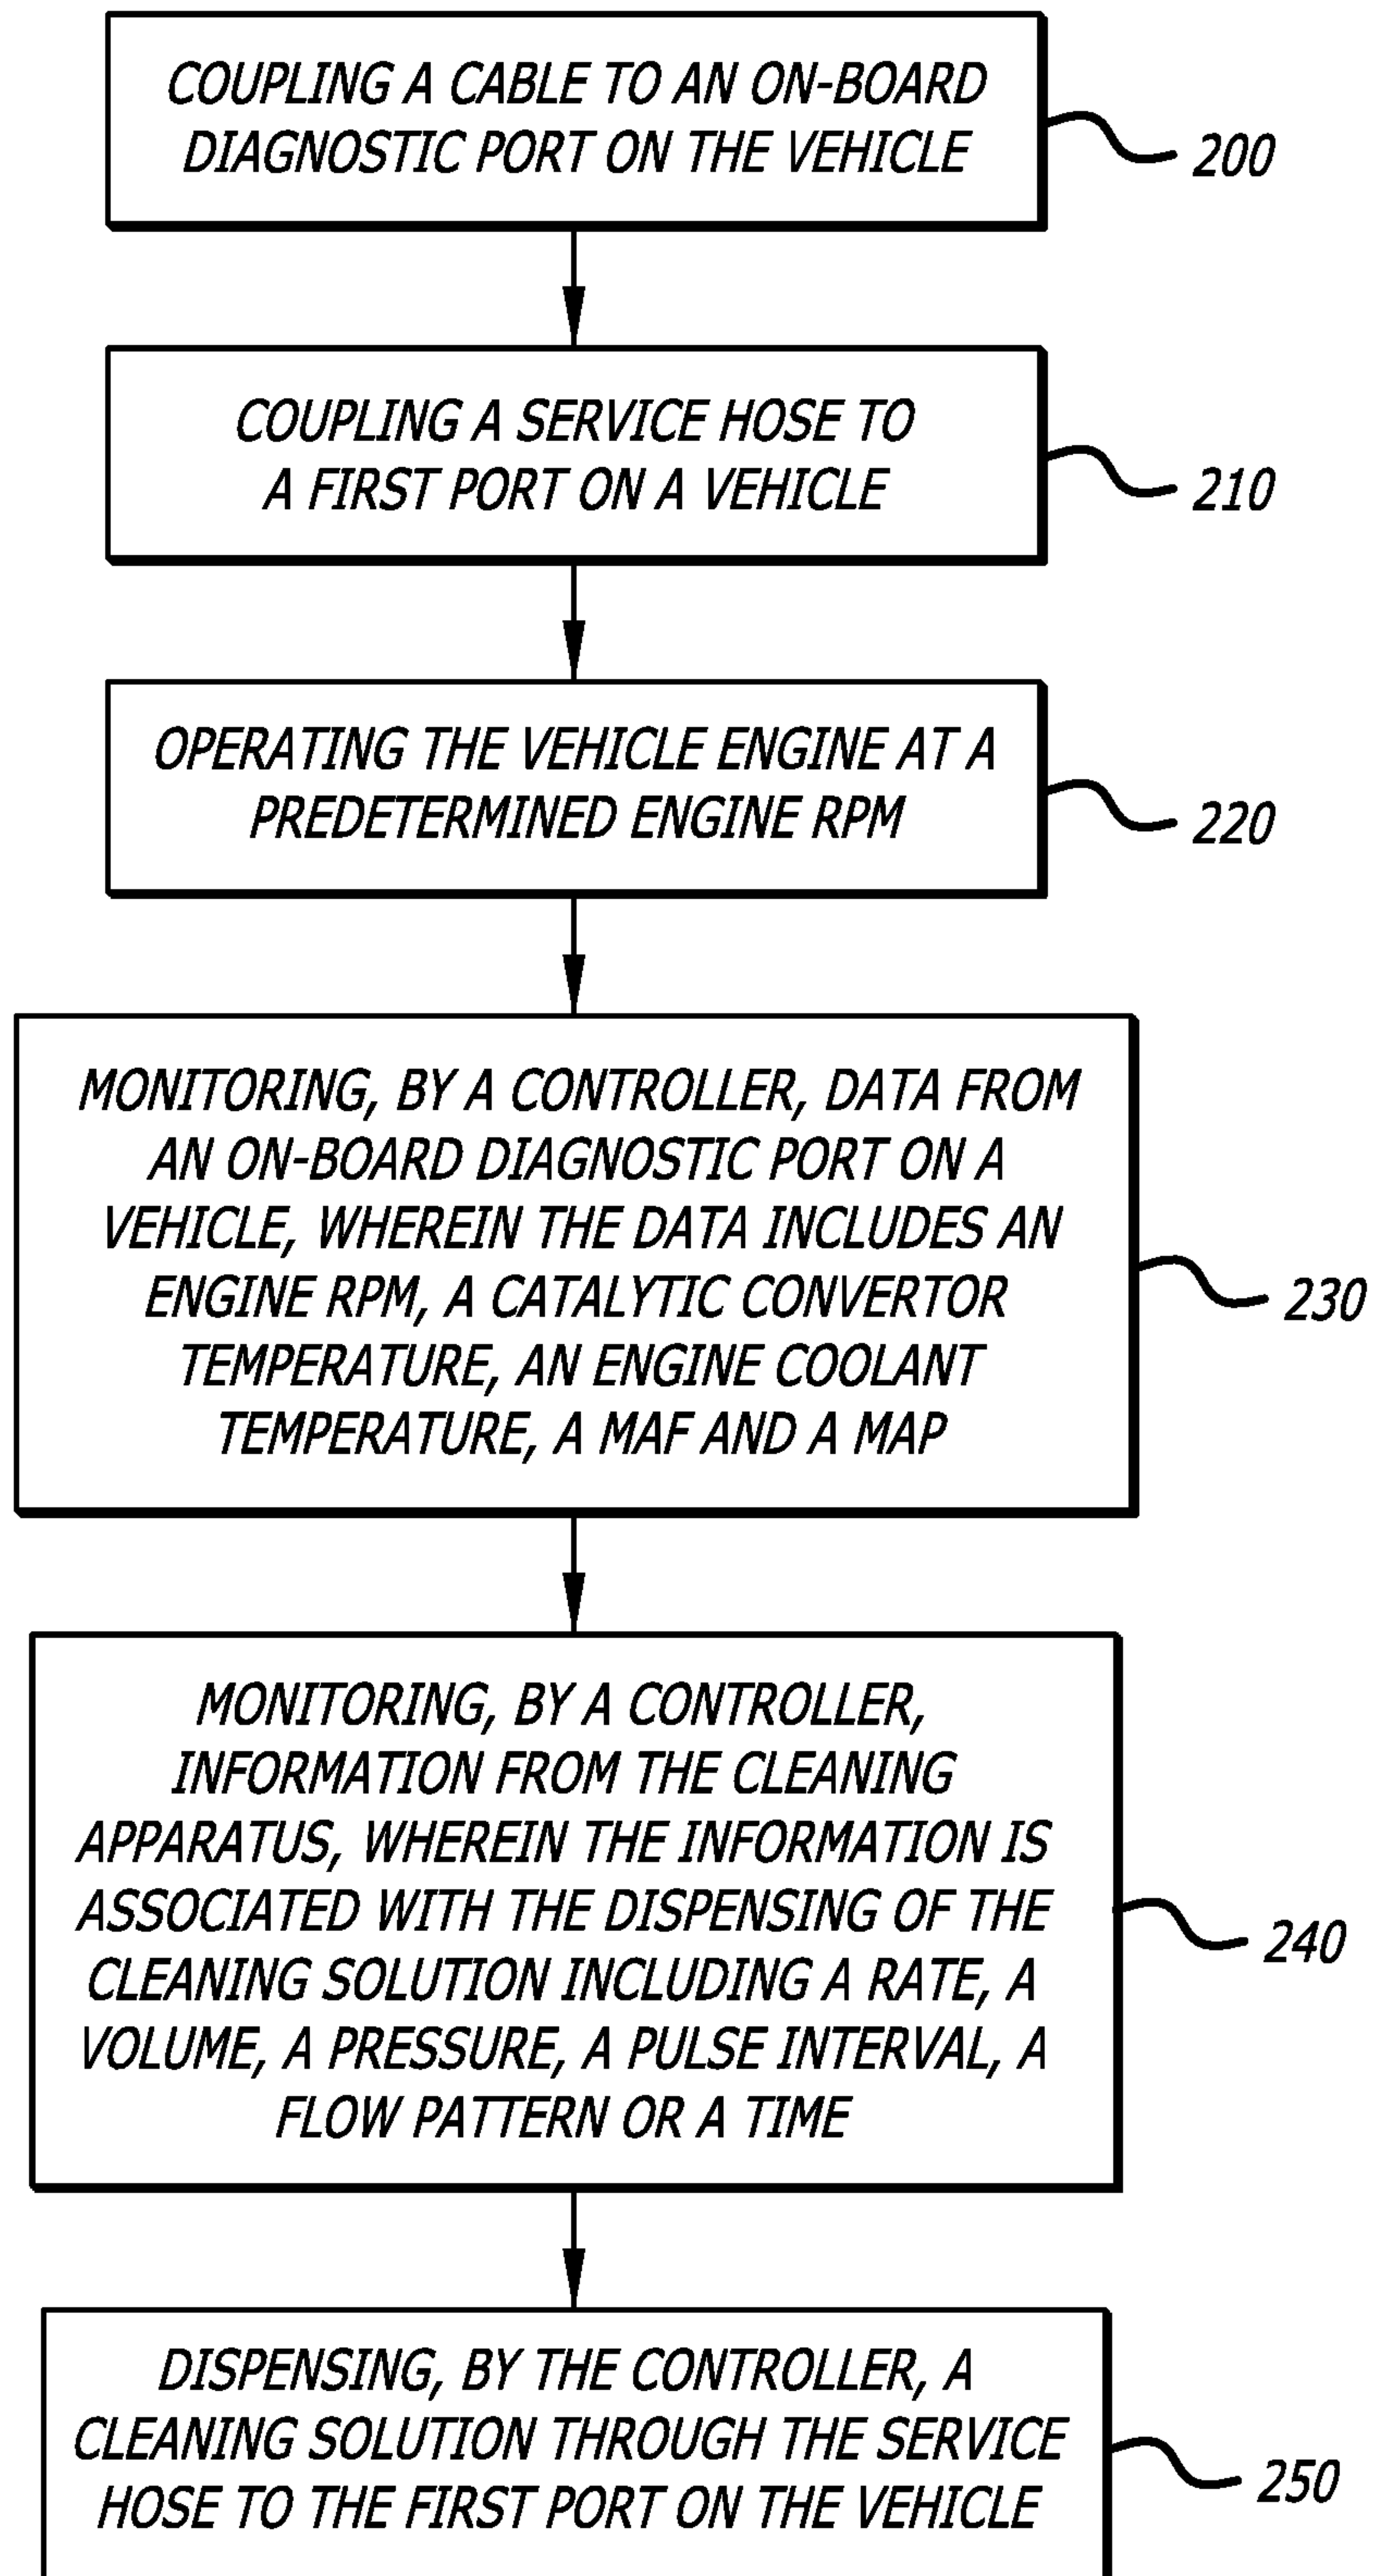 COUPLING A CABLE TO AN ON-BOARD
DIAGNOSTIC PORT ON THE VEHICLE
200
COUPLING A SERVICE HOSE TO
A FIRST PORT ON A VEHICLE
210
OPERATING THE VEHICLE ENGINE AT A
PREDETERMINED ENGINE RPM
220
MONITORING, BY A CONTROLLER, DATA FROM
AN ON-BOARD DIAGNOSTIC PORT ON A
VEHICLE, WHEREIN THE DATA INCLUDES AN
ENGINE RPM, A CATALYTIC CONVERTOR
TEMPERATURE, AN ENGINE COOLANT
TEMPERATURE, A MAF AND A MAP
230
MONITORING, BY A CONTROLLER,
INFORMATION FROM THE CLEANING
APPARATUS, WHEREIN THE INFORMATION IS
ASSOCIATED WITH THE DISPENSING OF THE
CLEANING SOLUTION INCLUDING A RATE, A
VOLUME, A PRESSURE, A PULSE INTERVAL, A
FLOW PATTERN OR A TIME
240
DISPENSING, BY THE CONTROLLER, A
CLEANING SOLUTION THROUGH THE SERVICE
HOSE TO THE FIRST PORT ON THE VEHICLE
250